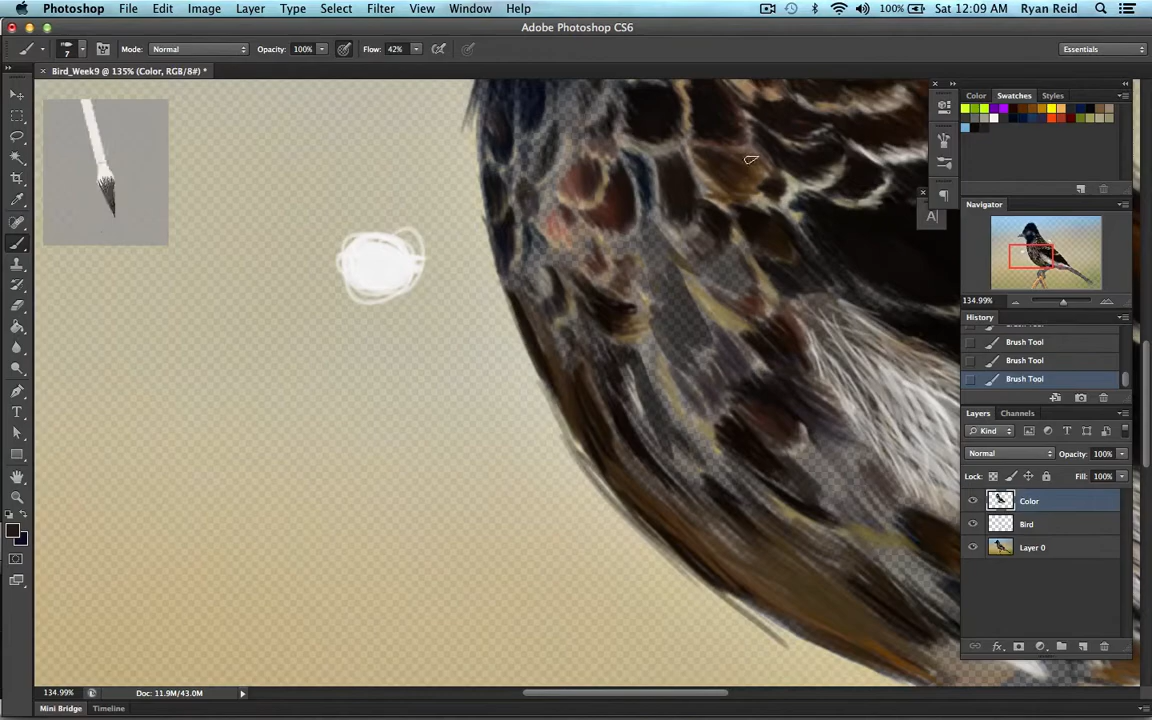 Photoshop File Edit Image Layer Type Select Filter View Window Help 100% Sat 12:09 AM Ryan Reid
Adobe Photoshop CS6
7 Mode: Normal Opacity: 100% Flow: 42% Essentials
Bird_Week9 @ 135% (Color, RGB/8#) *
Color Swatches Styles
A|
Navigator
134.99%
History
Brush Tool
Brush Tool
Brush Tool
Layers Channels
Kind
Normal Opacity: 100%
Lock: Fill: 100%
Color
Bird
Layer 0
fx
134.99% Doc: 11.9M/43.0M
Mini Bridge Timeline